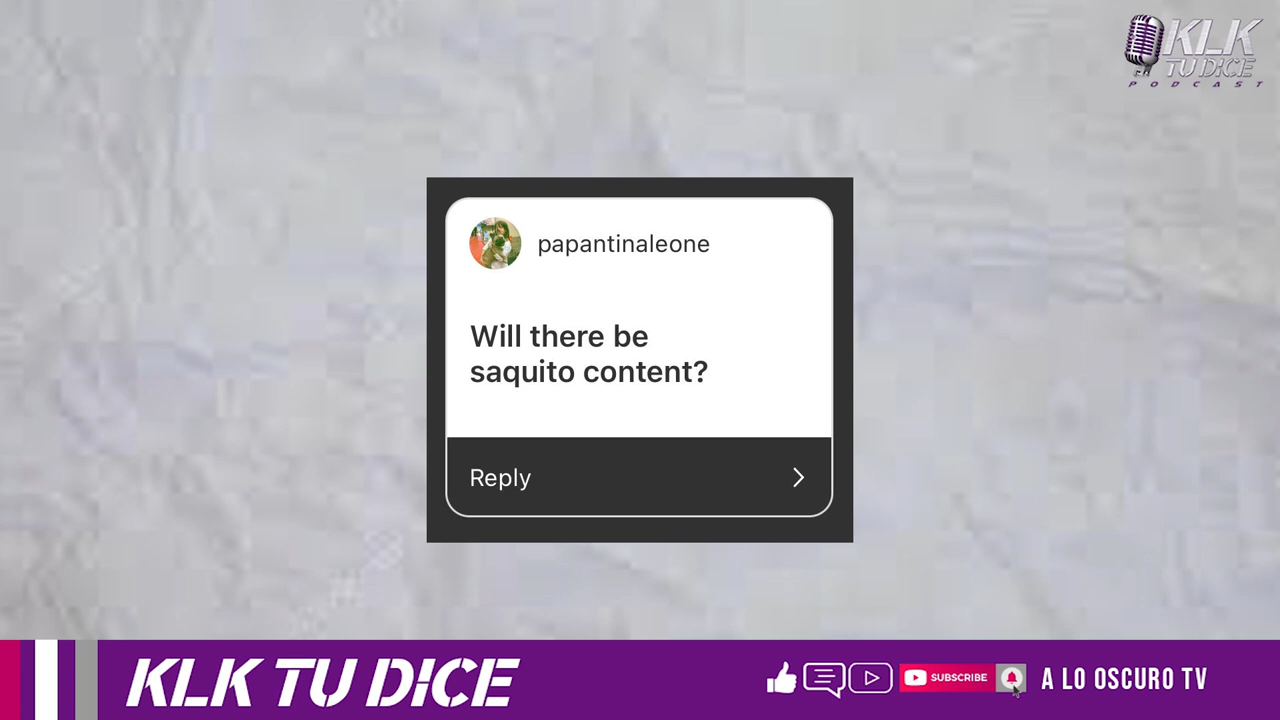 KLK
TU DICE
PODCAST
papantinaleone
Will there be
saquito content?
Reply
KLK TU DICE
SUBSCRIBE
A LO OSCURO TV